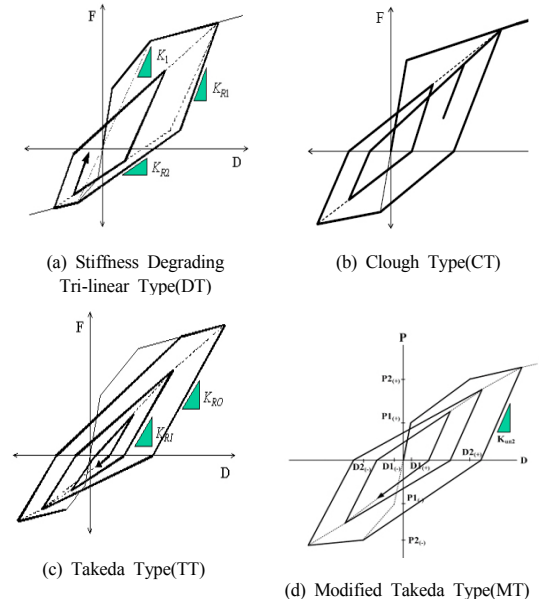 F
K1
KR1
KR2
D
(a) Stiffness Degrading
Tri-linear Type(DT)
F
D
(b) Clough Type(CT)
F
KRO
KRI
D
(c) Takeda Type(TT)
P
P2(+)
P1(+)
Kun2
D2(+)
D2(-) D1(-) D1(+)
D
P1(-)
P2(-)
(d) Modified Takeda Type(MT)